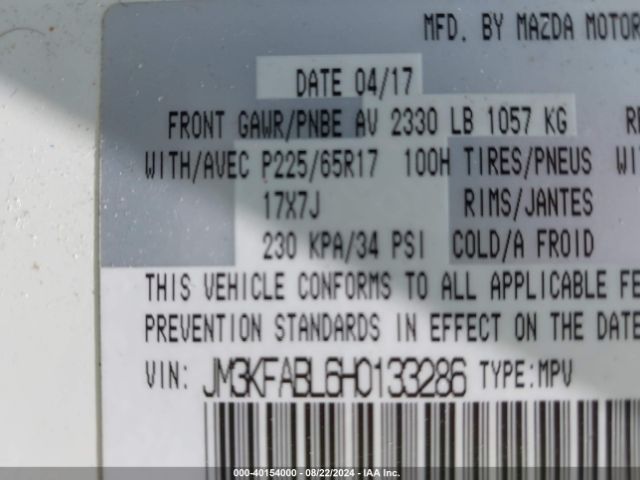 MFD. BY MAZDA MOTOR
DATE 04/17
FRONT GAWR/PNBE AV 2330 LB 1057 KG
WITH/AVEC P225/65R17 100H TIRES/PNEUS WI
17X7J RIMS/JANTES
230 KPA/34 PSI COLD/A FROID
THIS VEHICLE CONFORMS TO ALL APPLICABLE FE
PREVENTION STANDARDS IN EFFECT ON THE DATE
VIN: JM3KFABL6H0133286 TYPE:MPV
000-40154000 - 08/22/2024 - IAA Inc.